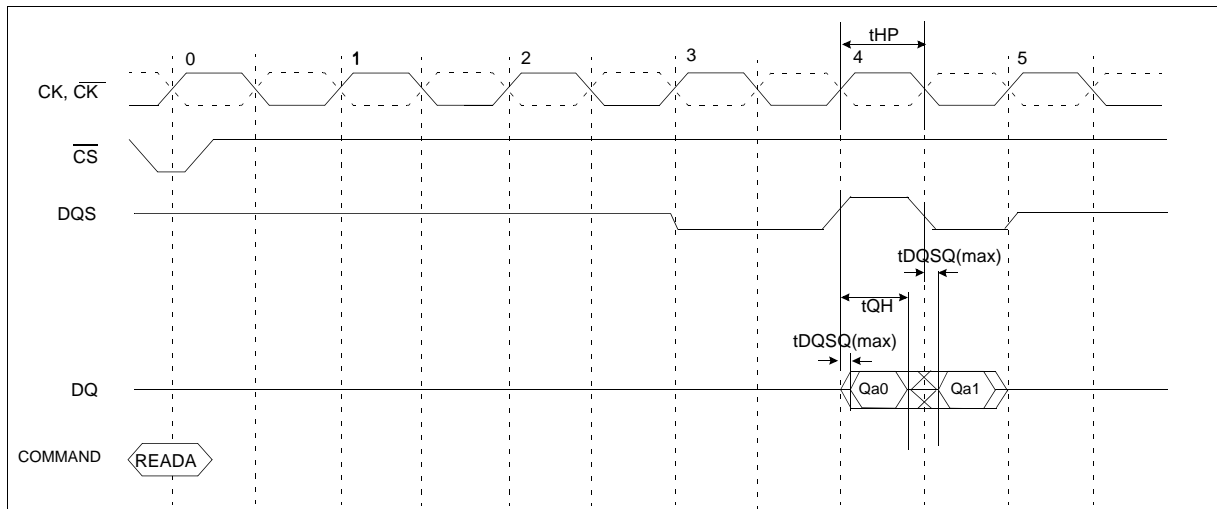 tHP
0 1 2 3 4 5
CK, CK
CS
DQS
tDQSQ(max)
tQH
tDQSQ(max)
DQ Qa0 Qa1
COMMAND READA